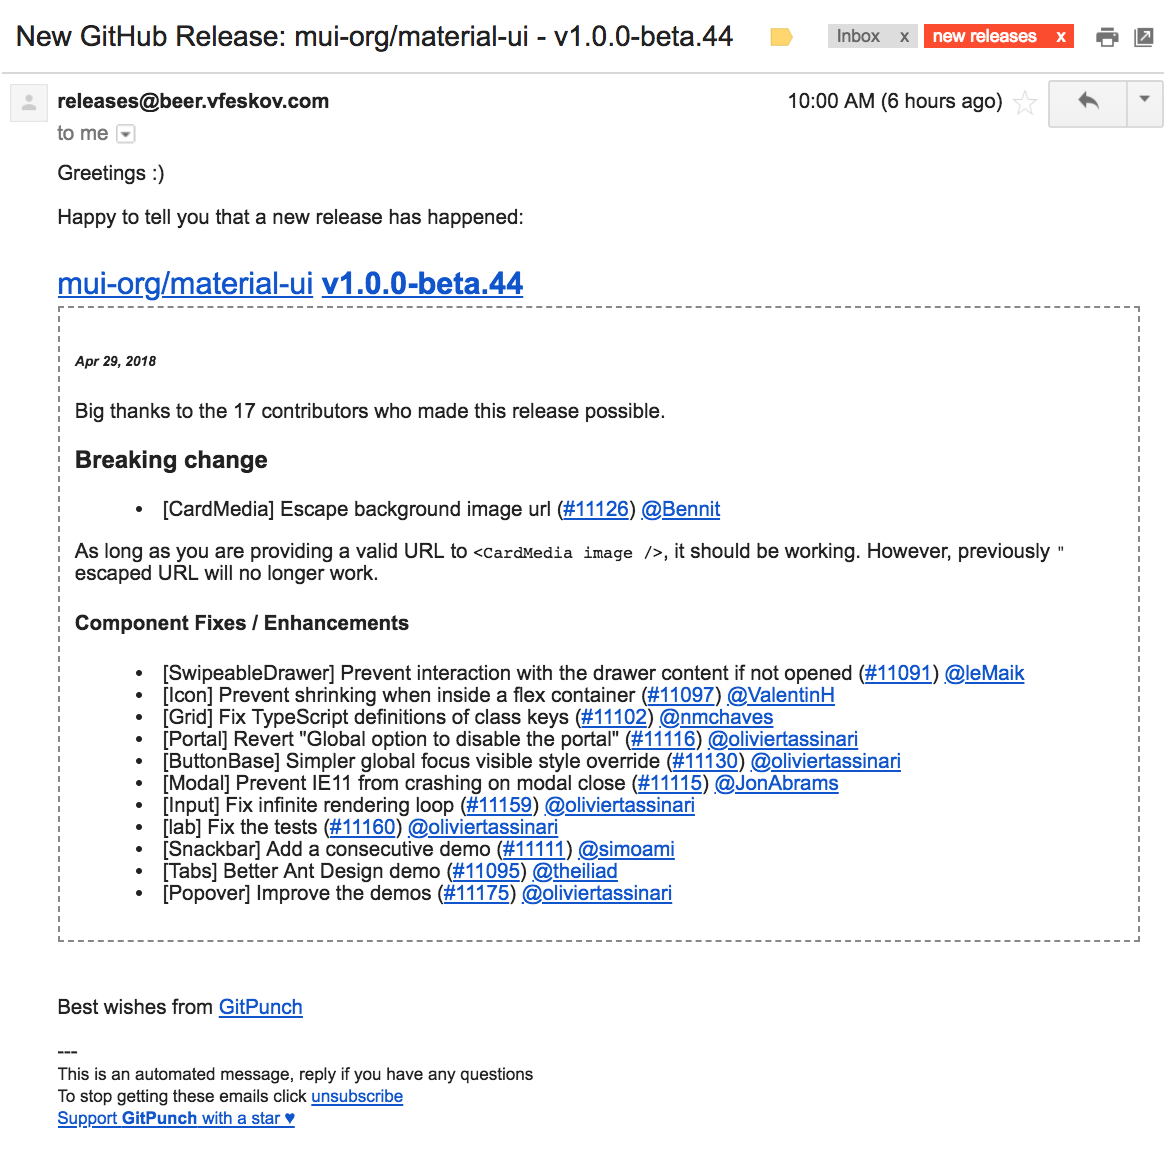 New GitHub Release: mui-org/material-ui - v1.0.0-beta.44
Inbox x
new releases x
releases@beer.vfeskov.com
10:00 AM (6 hours ago)
to me
Greetings :)
Happy to tell you that a new release has happened:
mui-org/material-ui v1.0.0-beta.44
Apr 29, 2018
Big thanks to the 17 contributors who made this release possible.
Breaking change
• [CardMedia] Escape background image url (#11126) @Bennit
As long as you are providing a valid URL to <CardMedia image />, it should be working. However, previously "
escaped URL will no longer work.
Component Fixes / Enhancements
• [SwipeableDrawer] Prevent interaction with the drawer content if not opened (#11091) @leMaik
• [Icon] Prevent shrinking when inside a flex container (#11097) @ValentinH
• [Grid] Fix TypeScript definitions of class keys (#11102) @nmchaves
• [Portal] Revert "Global option to disable the portal" (#11116) @oliviertassinari
• [ButtonBase] Simpler global focus visible style override (#11130) @oliviertassinari
• [Modal] Prevent IE11 from crashing on modal close (#11115) @JonAbrams
• [Input] Fix infinite rendering loop (#11159) @oliviertassinari
• [lab] Fix the tests (#11160) @oliviertassinari
• [Snackbar] Add a consecutive demo (#11111) @simoami
• [Tabs] Better Ant Design demo (#11095) @theiliad
• [Popover] Improve the demos (#11175) @oliviertassinari
Best wishes from GitPunch
---
This is an automated message, reply if you have any questions
To stop getting these emails click unsubscribe
Support GitPunch with a star ♥